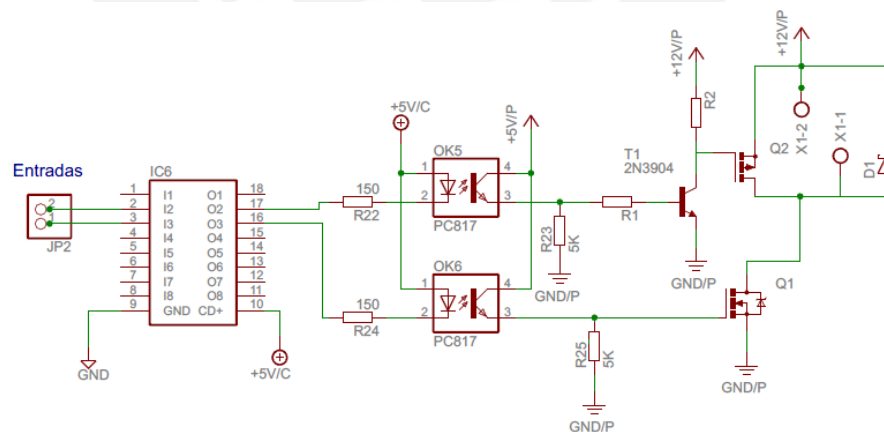 +12V/P
+12V/P
R2
+5V/C
+5V/P
X1-2
X1-1
Q2
D1
Entradas
IC6
OK5
T1
2N3904
1 I1 O1 18
2 I2 O2 17
3 I3 O3 16
4 I4 O4 15
5 I5 O5 14
6 I6 O6 13
7 I7 O7 12
8 I8 O8 11
9 GND CD+ 10
2
1
JP2
150
R22
1
2
4
3
PC817
R23
5K
R1
GND/P
GND/P
OK6
150
R24
1
2
4
3
PC817
Q1
R25
5K
GND
+5V/C
GND/P
GND/P